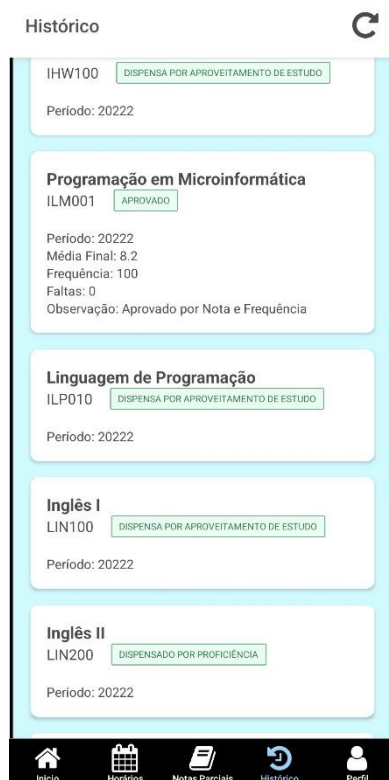 Histórico
IHW100 DISPENSA POR APROVEITAMENTO DE ESTUDO
Período: 20222
Programação em Microinformática
ILM001 APROVADO
Período: 20222
Média Final: 8.2
Frequência: 100
Faltas: 0
Observação: Aprovado por Nota e Frequência
Linguagem de Programação
ILP010 DISPENSA POR APROVEITAMENTO DE ESTUDO
Período: 20222
Inglês I
LIN100 DISPENSA POR APROVEITAMENTO DE ESTUDO
Período: 20222
Inglês II
LIN200 DISPENSADO POR PROFICIÊNCIA
Período: 20222
Inicio Horários Notas Parciais Histórico Perfil